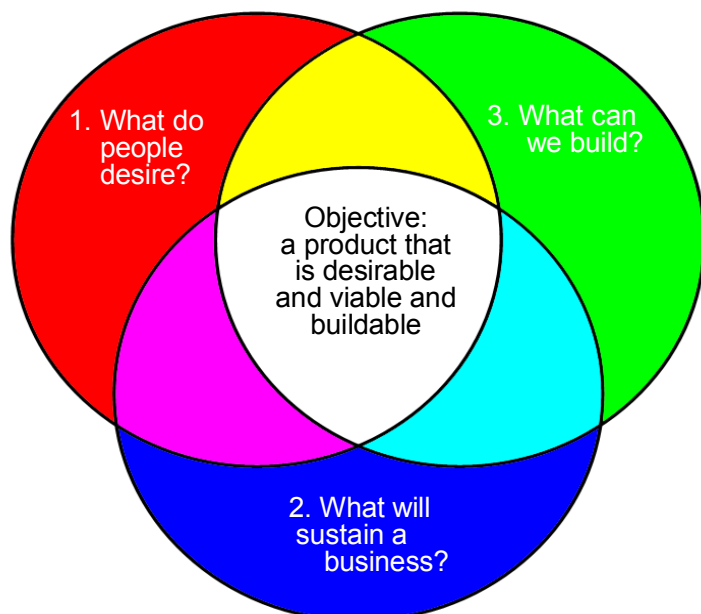 1. What do
people
desire?
3. What can
we build?
Objective:
a product that
is desirable
and viable and
buildable
2. What will
sustain a
business?